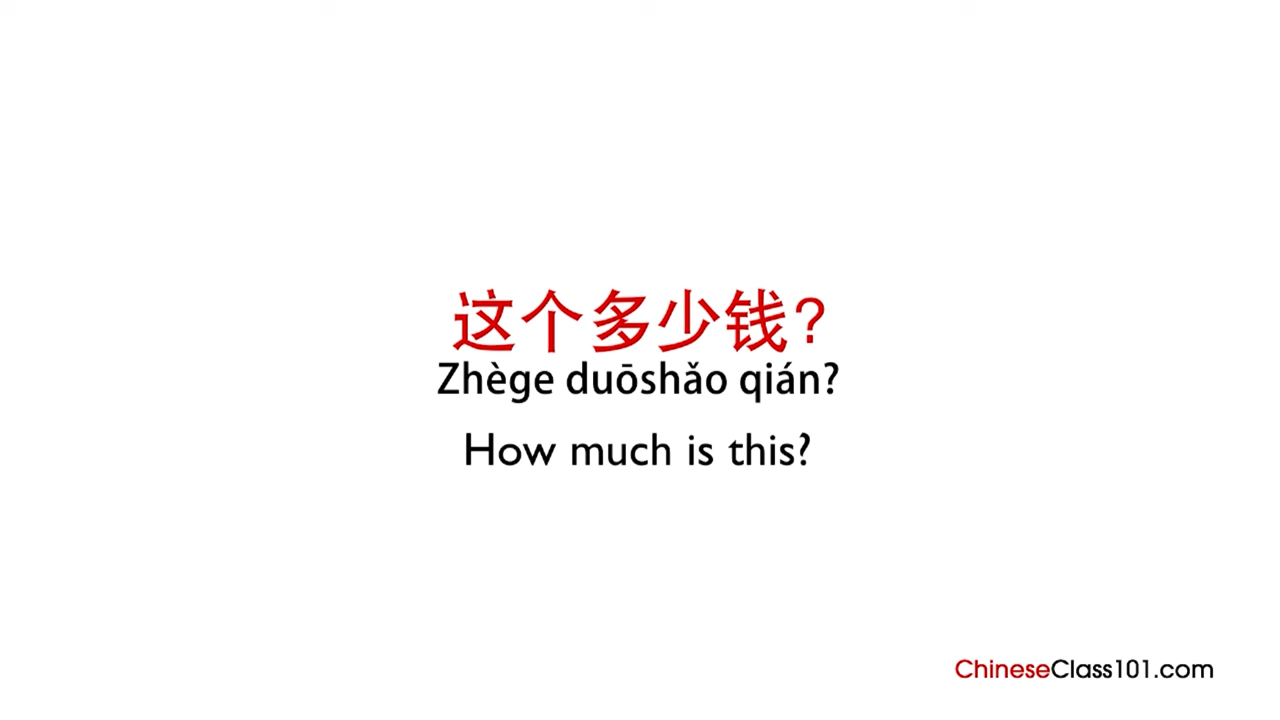 这个多少钱?
Zhège duōshǎo qián?
How much is this?
ChineseClass101.com